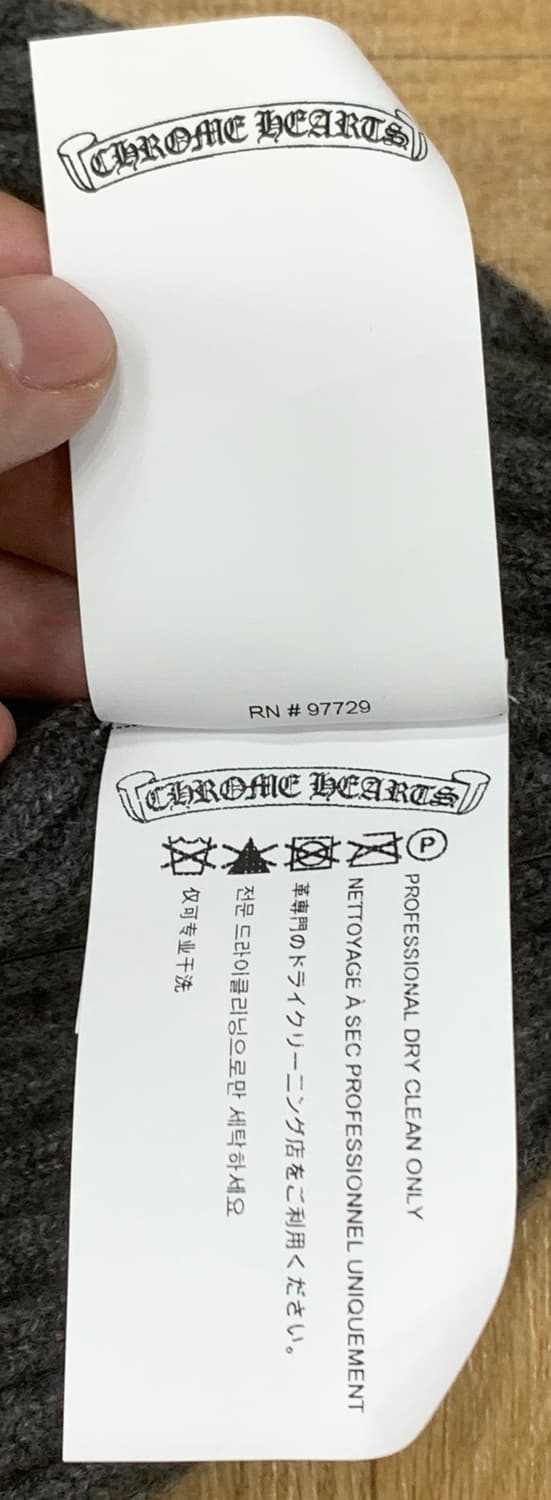 CHROME HEARTS
RN # 97729
CHROME HEARTS
P
PROFESSIONAL DRY CLEAN ONLY
NETTOYAGE À SEC PROFESSIONNEL UNIQUEMENT
革専門のドライクリーニング店をご利用ください。
전문 드라이클리닝으로만 세탁하세요
仅可专业干洗